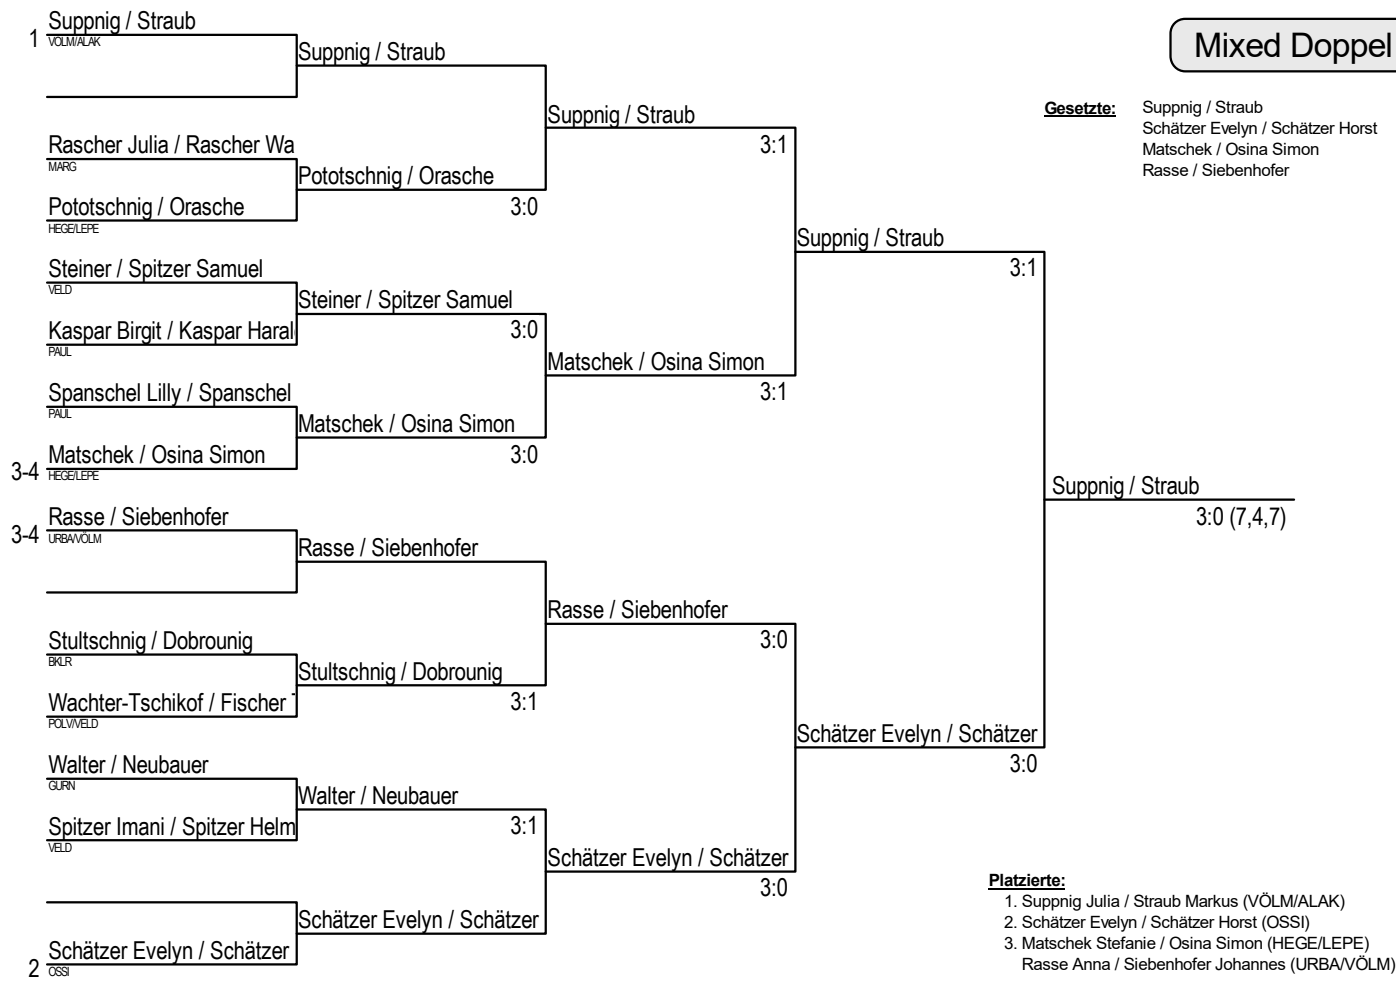 Mixed Doppel
Gesetzte:
Suppnig / Straub
Schätzer Evelyn / Schätzer Horst
Matschek / Osina Simon
Rasse / Siebenhofer
1 Suppnig / Straub
VÖLM/ALAK
Rascher Julia / Rascher Wa
MARG
Pototschnig / Orasche
HEGE/LEPE
Steiner / Spitzer Samuel
VELD
Kaspar Birgit / Kaspar Haral
PAUL
Spanschel Lilly / Spanschel
PAUL
3-4 Matschek / Osina Simon
HEGE/LEPE
3-4 Rasse / Siebenhofer
URBA/VÖLM
Stultschnig / Dobrounig
BKLR
Wachter-Tschikof / Fischer
POLV/VELD
Walter / Neubauer
GURN
Spitzer Imani / Spitzer Helm
VELD
2 Schätzer Evelyn / Schätzer
OSSI
Suppnig / Straub
Pototschnig / Orasche
3:0
Steiner / Spitzer Samuel
3:0
Matschek / Osina Simon
3:0
Rasse / Siebenhofer
Stultschnig / Dobrounig
3:1
Walter / Neubauer
3:1
Schätzer Evelyn / Schätzer
Suppnig / Straub
3:1
Matschek / Osina Simon
3:1
Rasse / Siebenhofer
3:0
Schätzer Evelyn / Schätzer
3:0
Suppnig / Straub
3:1
Schätzer Evelyn / Schätzer
3:0
Suppnig / Straub
3:0 (7,4,7)
Platzierte:
1. Suppnig Julia / Straub Markus (VÖLM/ALAK)
2. Schätzer Evelyn / Schätzer Horst (OSSI)
3. Matschek Stefanie / Osina Simon (HEGE/LEPE)
Rasse Anna / Siebenhofer Johannes (URBA/VÖLM)